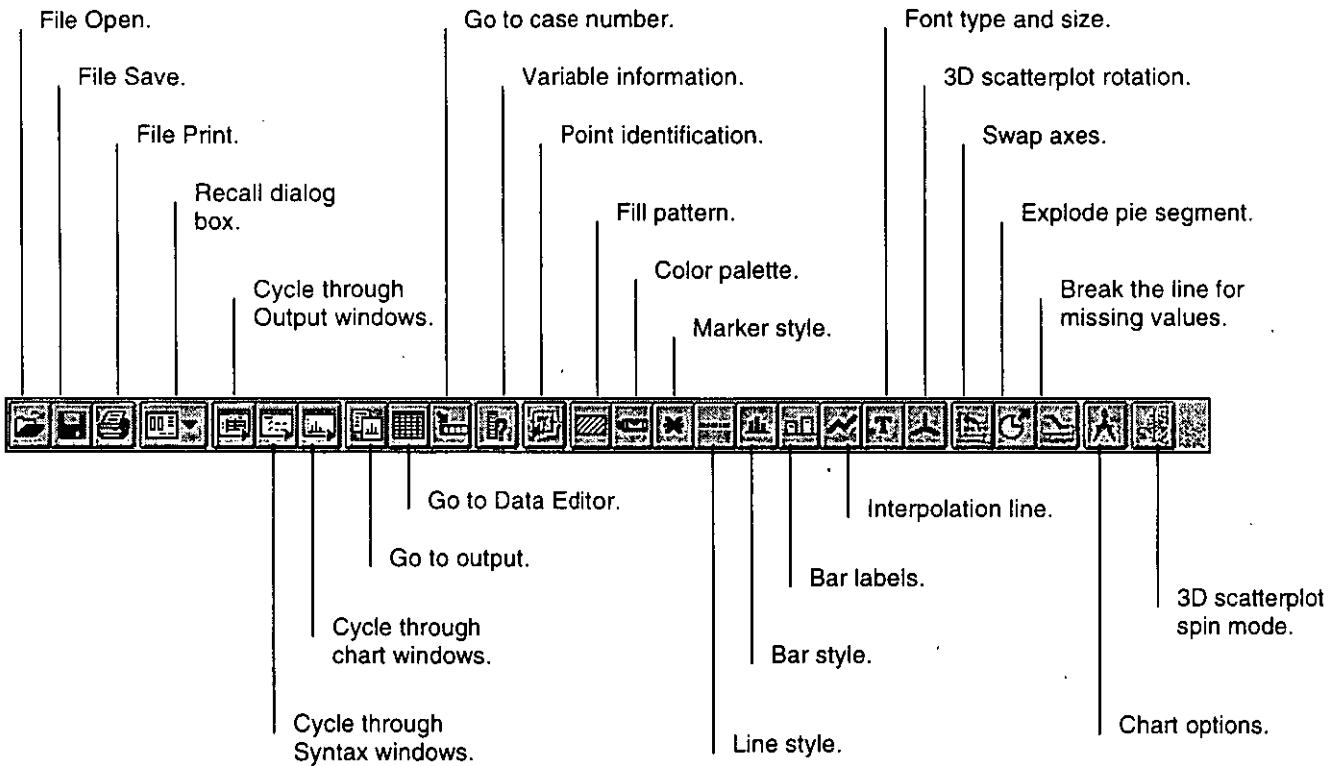 File Open.
Go to case number.
Font type and size.
File Save.
Variable information.
3D scatterplot rotation.
File Print.
Point identification.
Swap axes.
Recall dialog
box.
Fill pattern.
Explode pie segment.
Color palette.
Cycle through
Output windows.
Break the line for
missing values.
Marker style.
Go to Data Editor.
Interpolation line.
Go to output.
Bar labels.
3D scatterplot
spin mode.
Cycle through
chart windows.
Bar style.
Cycle through
Syntax windows.
Line style.
Chart options.